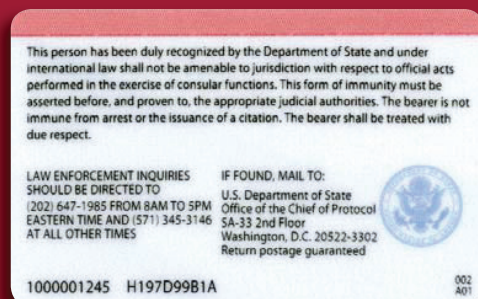 This person has been duly recognized by the Department of State and under
international law shall not be amenable to jurisdiction with respect to official acts
performed in the exercise of consular functions. This form of immunity must be
asserted before, and proven to, the appropriate judicial authorities. The bearer is not
immune from arrest or the issuance of a citation. The bearer shall be treated with
due respect.
LAW ENFORCEMENT INQUIRIES
SHOULD BE DIRECTED TO
(202) 647-1985 FROM 8AM TO 5PM
EASTERN TIME AND (571) 345-3146
AT ALL OTHER TIMES
IF FOUND, MAIL TO:
U.S. Department of State
Office of the Chief of Protocol
SA-33 2nd Floor
Washington, D.C. 20522-3302
Return postage guaranteed
1000001245 H197D99B1A
002
A01